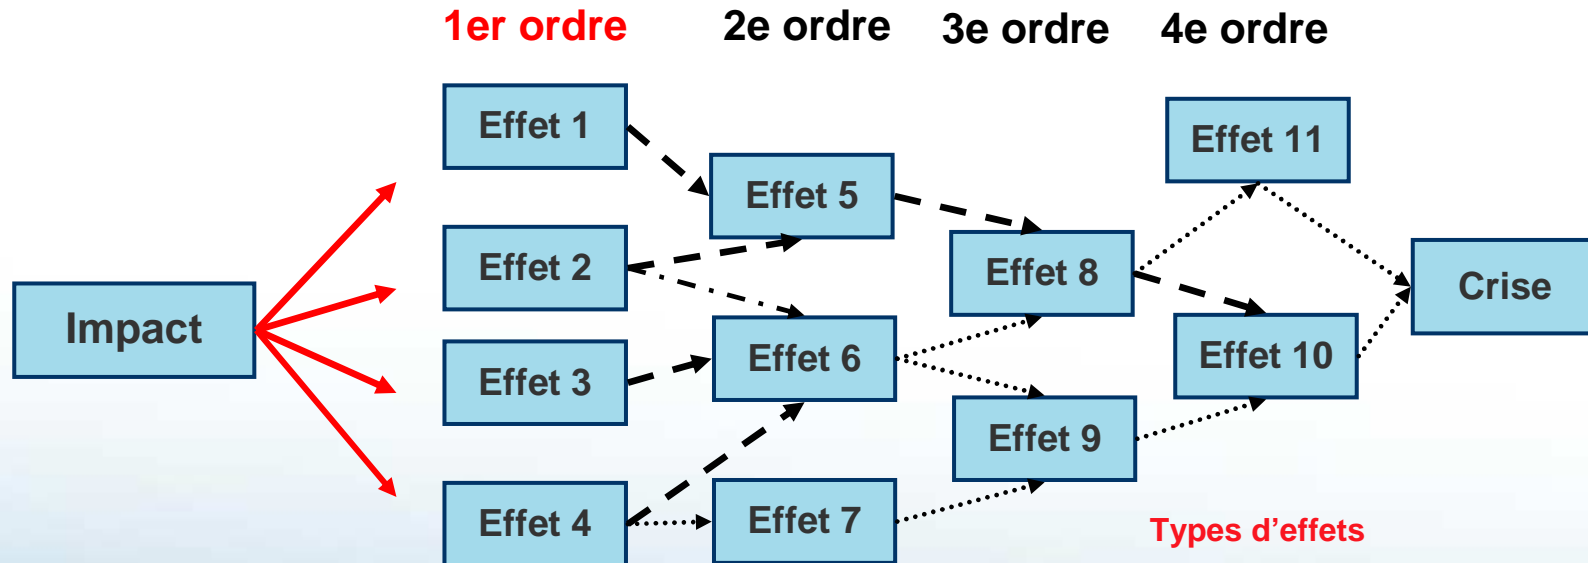 1er ordre
2e ordre
3e ordre
4e ordre
Effet 1
Effet 11
Effet 5
Effet 2
Effet 8
Crise
Impact
Effet 6
Effet 10
Effet 3
Effet 9
Effet 4
Effet 7
Types d’effets